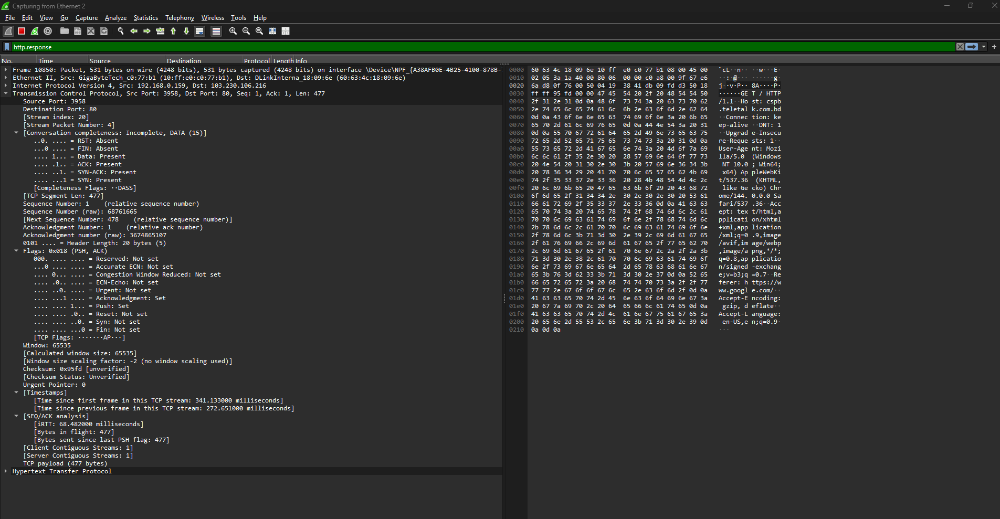 Capturing from Ethernet 2
File Edit View Go Capture Analyze Statistics Telephony Wireless Tools Help
http.response
No. Time Source Destination Protocol Length Info
Frame 10850: Packet, 531 bytes on wire (4248 bits), 531 bytes captured (4248 bits) on interface \Device\NPF_{A38AFB0E-4B25-4100-878B-
Ethernet II, Src: GigaByteTech_c0:77:b1 (10:ff:e0:c0:77:b1), Dst: DLinkInterna_18:09:6e (60:63:4c:18:09:6e)
Internet Protocol Version 4, Src: 192.168.0.159, Dst: 103.230.106.216
Transmission Control Protocol, Src Port: 3958, Dst Port: 80, Seq: 1, Ack: 1, Len: 477
Source Port: 3958
Destination Port: 80
[Stream index: 20]
[Stream Packet Number: 4]
[Conversation completeness: Incomplete, DATA (15)]
..0. .... = RST: Absent
...0 .... = FIN: Absent
.... 1... = Data: Present
.... .1.. = ACK: Present
.... ..1. = SYN-ACK: Present
.... ...1 = SYN: Present
[Completeness Flags: ··DASS]
[TCP Segment Len: 477]
Sequence Number: 1    (relative sequence number)
Sequence Number (raw): 68761665
[Next Sequence Number: 478    (relative sequence number)]
Acknowledgment Number: 1    (relative ack number)
Acknowledgment number (raw): 3674865107
0101 .... = Header Length: 20 bytes (5)
Flags: 0x018 (PSH, ACK)
000. .... .... = Reserved: Not set
...0 .... .... = Accurate ECN: Not set
.... 0... .... = Congestion Window Reduced: Not set
.... .0.. .... = ECN-Echo: Not set
.... ..0. .... = Urgent: Not set
.... ...1 .... = Acknowledgment: Set
.... .... 1... = Push: Set
.... .... .0.. = Reset: Not set
.... .... ..0. = Syn: Not set
.... .... ...0 = Fin: Not set
[TCP Flags: ·······AP···]
Window: 65535
[Calculated window size: 65535]
[Window size scaling factor: -2 (no window scaling used)]
Checksum: 0x95fd [unverified]
[Checksum Status: Unverified]
Urgent Pointer: 0
[Timestamps]
[Time since first frame in this TCP stream: 341.133000 milliseconds]
[Time since previous frame in this TCP stream: 272.651000 milliseconds]
[SEQ/ACK analysis]
[iRTT: 68.482000 milliseconds]
[Bytes in flight: 477]
[Bytes sent since last PSH flag: 477]
[Client Contiguous Streams: 1]
[Server Contiguous Streams: 1]
TCP payload (477 bytes)
Hypertext Transfer Protocol
0000 60 63 4c 18 09 6e 10 ff e0 c0 77 b1 08 00 45 00 `cL··n·· ··w···E·
0010 02 05 3a 1a 40 00 80 06 00 00 c0 a8 00 9f 67 e6 ··:·@··· ······g·
0020 6a d8 0f 76 00 50 04 19 38 41 db 09 fd d3 50 18 j··v·P·· 8A····P·
0030 ff ff 95 fd 00 00 47 45 54 20 2f 20 48 54 54 50 ······GET / HTTP
0040 2f 31 2e 31 0d 0a 48 6f 73 74 3a 20 63 73 70 62 /1.1··Host: cspb
0050 2e 74 65 6c 65 74 61 6c 6b 2e 63 6f 6d 2e 62 64 .teletalk.com.bd
0060 0d 0a 43 6f 6e 6e 65 63 74 69 6f 6e 3a 20 6b 65 ··Connection: ke
0070 65 70 2d 61 6c 69 76 65 0d 0a 44 4e 54 3a 20 31 ep-alive··DNT: 1
0080 0d 0a 55 70 67 72 61 64 65 2d 49 6e 73 65 63 75 ··Upgrade-Insecu
0090 72 65 2d 52 65 71 75 65 73 74 73 3a 20 31 0d 0a re-Requests: 1··
00a0 55 73 65 72 2d 41 67 65 6e 74 3a 20 4d 6f 7a 69 User-Agent: Mozi
00b0 6c 6c 61 2f 35 2e 30 20 28 57 69 6e 64 6f 77 73 lla/5.0 (Windows
00c0 20 4e 54 20 31 30 2e 30 3b 20 57 69 6e 36 34 3b NT 10.0; Win64;
00d0 20 78 36 34 29 20 41 70 70 6c 65 57 65 62 4b 69 x64) AppleWebKi
00e0 74 2f 35 33 37 2e 33 36 20 28 4b 48 54 4d 4c 2c t/537.36 (KHTML,
00f0 20 6c 69 6b 65 20 47 65 63 6b 6f 29 20 43 68 72 like Gecko) Chr
0100 6f 6d 65 2f 31 34 34 2e 30 2e 30 2e 30 20 53 61 ome/144.0.0.0 Sa
0110 66 61 72 69 2f 35 33 37 2e 33 36 0d 0a 41 63 63 fari/537.36··Acc
0120 65 70 74 3a 20 74 65 78 74 2f 68 74 6d 6c 2c 61 ept: text/html,a
0130 70 70 6c 69 63 61 74 69 6f 6e 2f 78 68 74 6d 6c pplication/xhtml
0140 2b 78 6d 6c 2c 61 70 70 6c 69 63 61 74 69 6f 6e +xml,application
0150 2f 78 6d 6c 3b 71 3d 30 2e 39 2c 69 6d 61 67 65 /xml;q=0.9,image
0160 2f 61 76 69 66 2c 69 6d 61 67 65 2f 77 65 62 70 /avif,image/webp
0170 2c 69 6d 61 67 65 2f 61 70 6e 67 2c 2a 2f 2a 3b ,image/apng,*/*;
0180 71 3d 30 2e 38 2c 61 70 70 6c 69 63 61 74 69 6f q=0.8,applicatio
0190 6e 2f 73 69 67 6e 65 64 2d 65 78 63 68 61 6e 67 n/signed-exchang
01a0 65 3b 76 3d 62 33 3b 71 3d 30 2e 37 0d 0a 52 65 e;v=b3;q=0.7··Re
01b0 66 65 72 65 72 3a 20 68 74 74 70 73 3a 2f 2f 77 ferer: https://w
01c0 77 77 2e 67 6f 6f 67 6c 65 2e 63 6f 6d 2f 0d 0a ww.google.com/··
01d0 41 63 63 65 70 74 2d 45 6e 63 6f 64 69 6e 67 3a Accept-Encoding:
01e0 20 67 7a 69 70 2c 20 64 65 66 6c 61 74 65 0d 0a gzip, deflate··
01f0 41 63 63 65 70 74 2d 4c 61 6e 67 75 61 67 65 3a Accept-Language:
0200 20 65 6e 2d 55 53 2c 65 6e 3b 71 3d 30 2e 39 0d en-US,en;q=0.9·
0210 0a 0d 0a ···